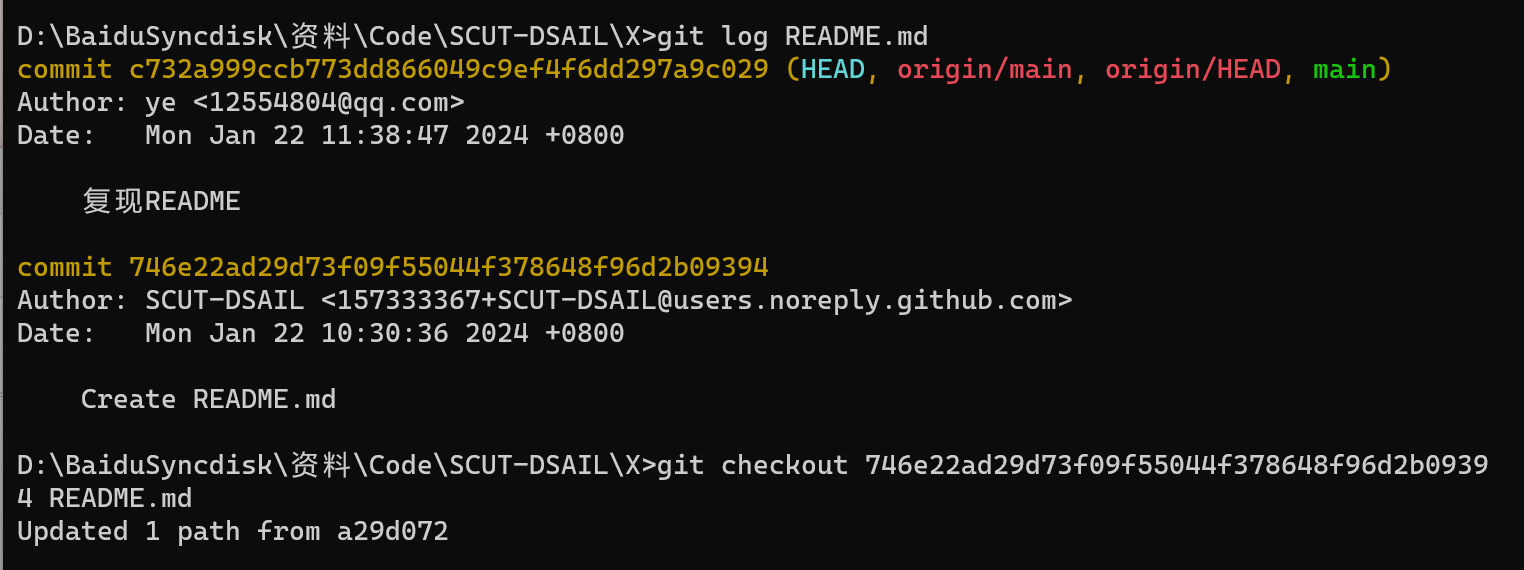 D:\BaiduSyncdisk\资料\Code\SCUT-DSAIL\X>git log README.md
commit c732a999ccb773dd866049c9ef4f6dd297a9c029 (HEAD, origin/main, origin/HEAD, main)
Author: ye <12554804@qq.com>
Date:   Mon Jan 22 11:38:47 2024 +0800
    复现README
commit 746e22ad29d73f09f55044f378648f96d2b09394
Author: SCUT-DSAIL <157333367+SCUT-DSAIL@users.noreply.github.com>
Date:   Mon Jan 22 10:30:36 2024 +0800
    Create README.md
D:\BaiduSyncdisk\资料\Code\SCUT-DSAIL\X>git checkout 746e22ad29d73f09f55044f378648f96d2b0939
4 README.md
Updated 1 path from a29d072